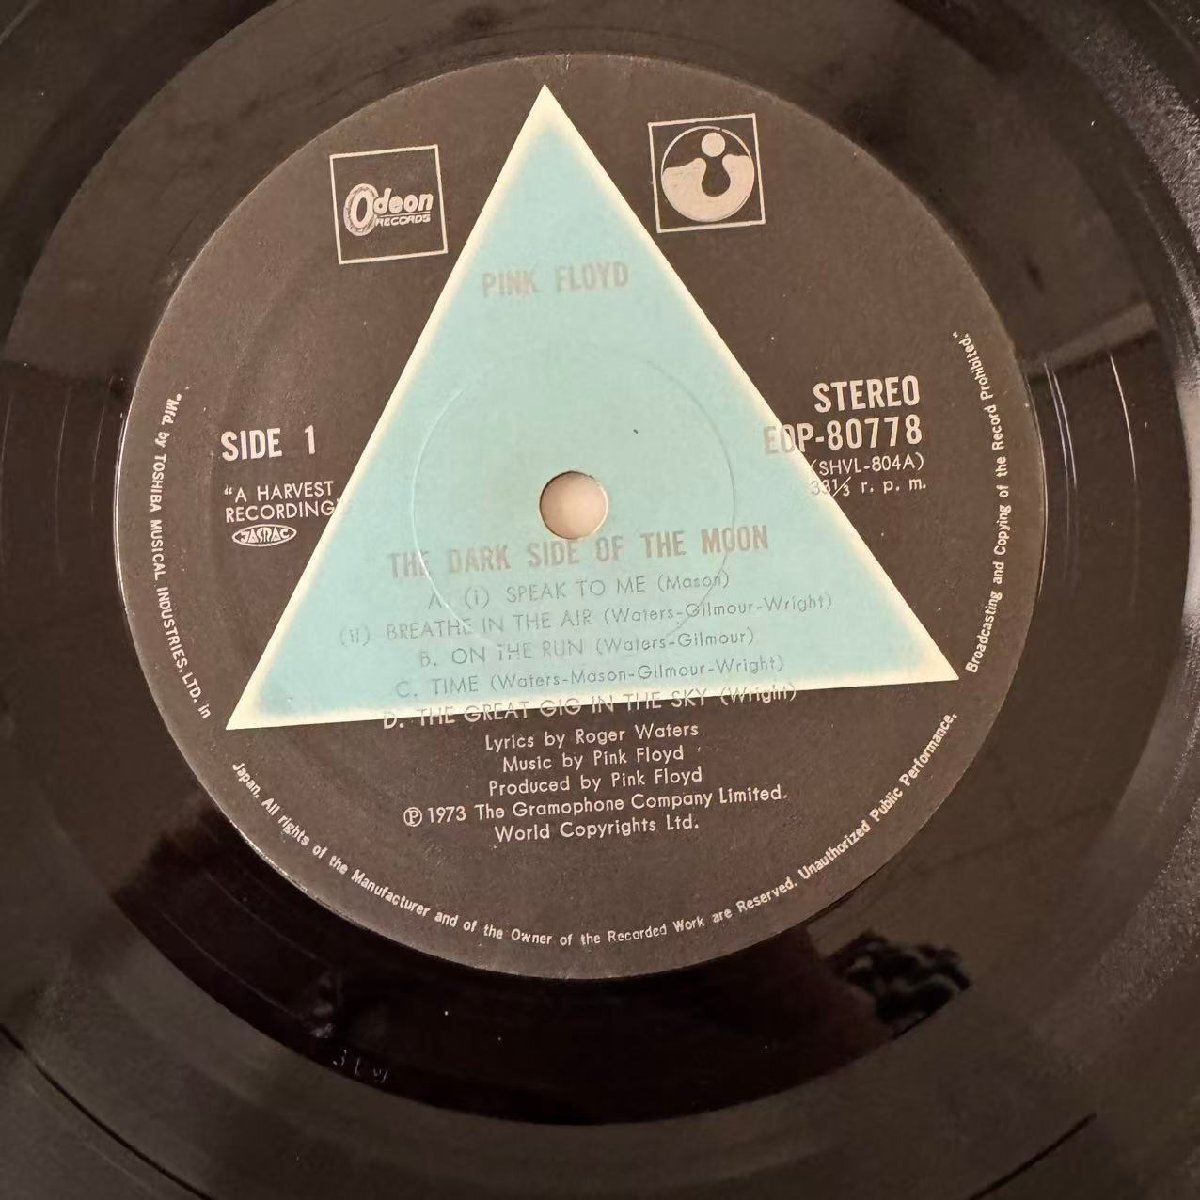 Odeon
RECORDS
PINK FLOYD
STEREO
EOP-80778
(SHVL-804A)
33 1/3 r. p. m.
SIDE 1
“A HARVEST
RECORDING”
JASRAC
THE DARK SIDE OF THE MOON
A. (i) SPEAK TO ME (Mason)
(ii) BREATHE IN THE AIR (Waters-Gilmour-Wright)
B. ON THE RUN (Waters-Gilmour)
C. TIME (Waters-Mason-Gilmour-Wright)
D. THE GREAT GIG IN THE SKY (Wright)
Lyrics by Roger Waters
Music by Pink Floyd
Produced by Pink Floyd
Ⓟ 1973 The Gramophone Company Limited.
World Copyrights Ltd.
"Mfd. by TOSHIBA MUSICAL INDUSTRIES, LTD. in Japan. All rights of the Manufacturer and of the Owner of the Recorded Work are Reserved. Unauthorized Public Performance, Broadcasting and Copying of the Record Prohibited."